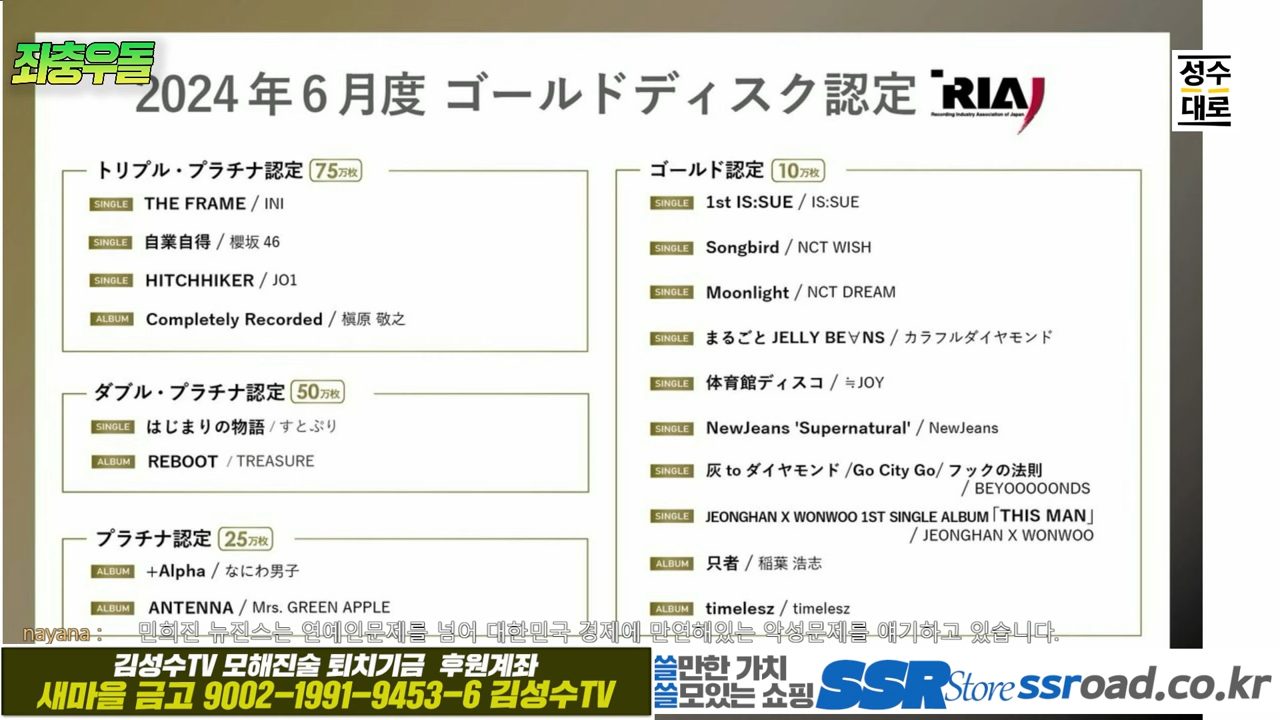 좌충우돌
2024年6月度 ゴールドディスク認定
RIAJ
Recording Industry Association of Japan
성수
대로
トリプル・プラチナ認定 75万枚
SINGLE THE FRAME / INI
SINGLE 自業自得 / 櫻坂 46
SINGLE HITCHHIKER / JO1
ALBUM Completely Recorded / 槇原 敬之
ダブル・プラチナ認定 50万枚
SINGLE はじまりの物語 / すとぷり
ALBUM REBOOT / TREASURE
プラチナ認定 25万枚
ALBUM +Alpha / なにわ男子
ALBUM ANTENNA / Mrs. GREEN APPLE
ゴールド認定 10万枚
SINGLE 1st IS:SUE / IS:SUE
SINGLE Songbird / NCT WISH
SINGLE Moonlight / NCT DREAM
SINGLE まるごと JELLY BE∀NS / カラフルダイヤモンド
SINGLE 体育館ディスコ / ≒JOY
SINGLE NewJeans 'Supernatural' / NewJeans
SINGLE 灰 to ダイヤモンド /Go City Go/ フックの法則
/ BEYOOOOONDS
SINGLE JEONGHAN X WONWOO 1ST SINGLE ALBUM「THIS MAN」
/ JEONGHAN X WONWOO
ALBUM 只者 / 稲葉 浩志
ALBUM timelesz / timelesz
nayana : 민희진 뉴진스는 연예인문제를 넘어 대한민국 경제에 만연해있는 악성문제를 얘기하고 있습니다.
김성수TV 모해진술 퇴치기금 후원계좌
새마을 금고 9002-1991-9453-6 김성수TV
쓸만한 가치
쓸모있는 쇼핑
SSR Store ssroad.co.kr